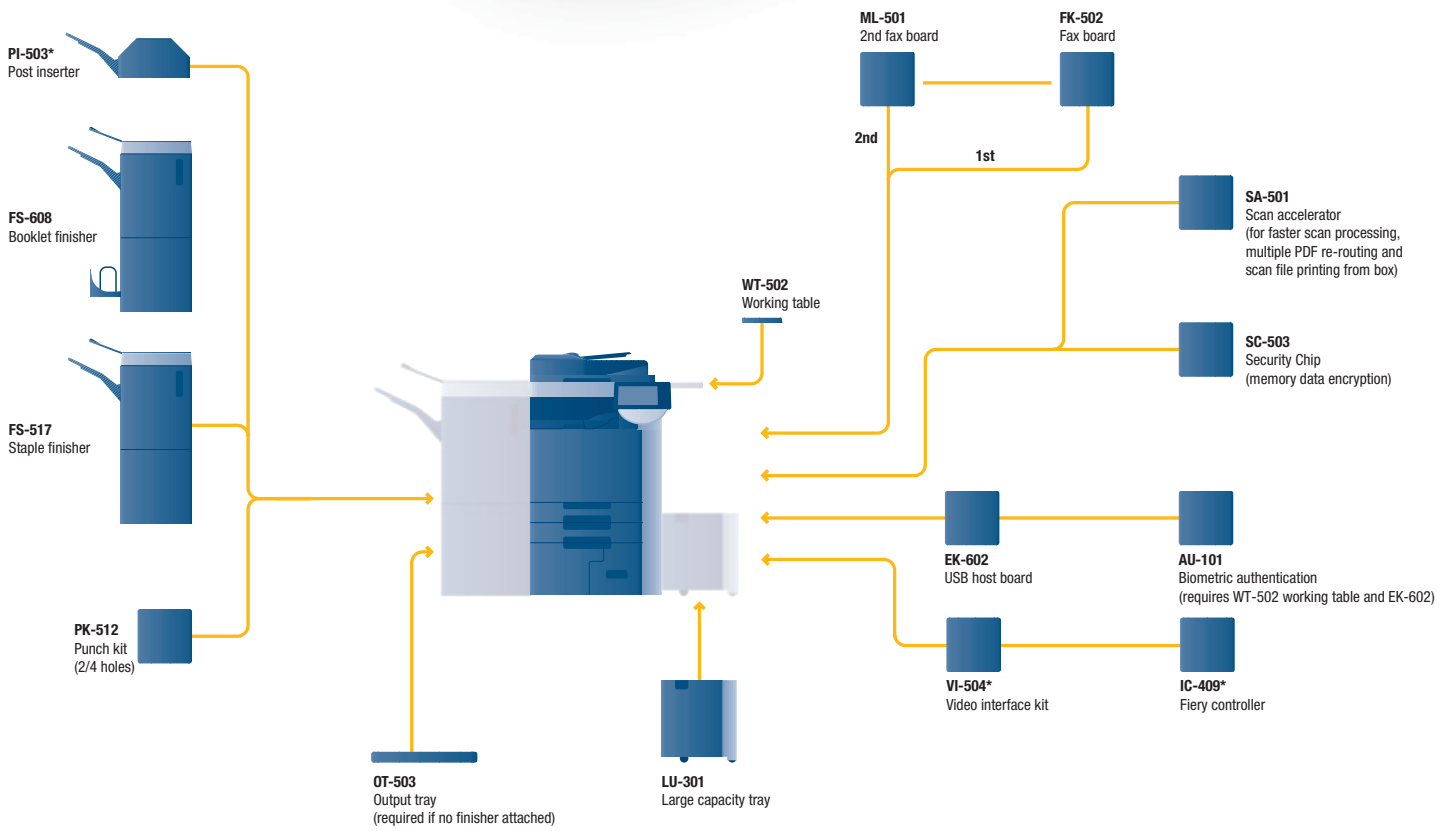 PI-503*
Post inserter
FS-608
Booklet finisher
FS-517
Staple finisher
PK-512
Punch kit
(2/4 holes)
OT-503
Output tray
(required if no finisher attached)
LU-301
Large capacity tray
WT-502
Working table
ML-501
2nd fax board
FK-502
Fax board
2nd
1st
SA-501
Scan accelerator
(for faster scan processing,
multiple PDF re-routing and
scan file printing from box)
SC-503
Security Chip
(memory data encryption)
EK-602
USB host board
AU-101
Biometric authentication
(requires WT-502 working table and EK-602)
VI-504*
Video interface kit
IC-409*
Fiery controller